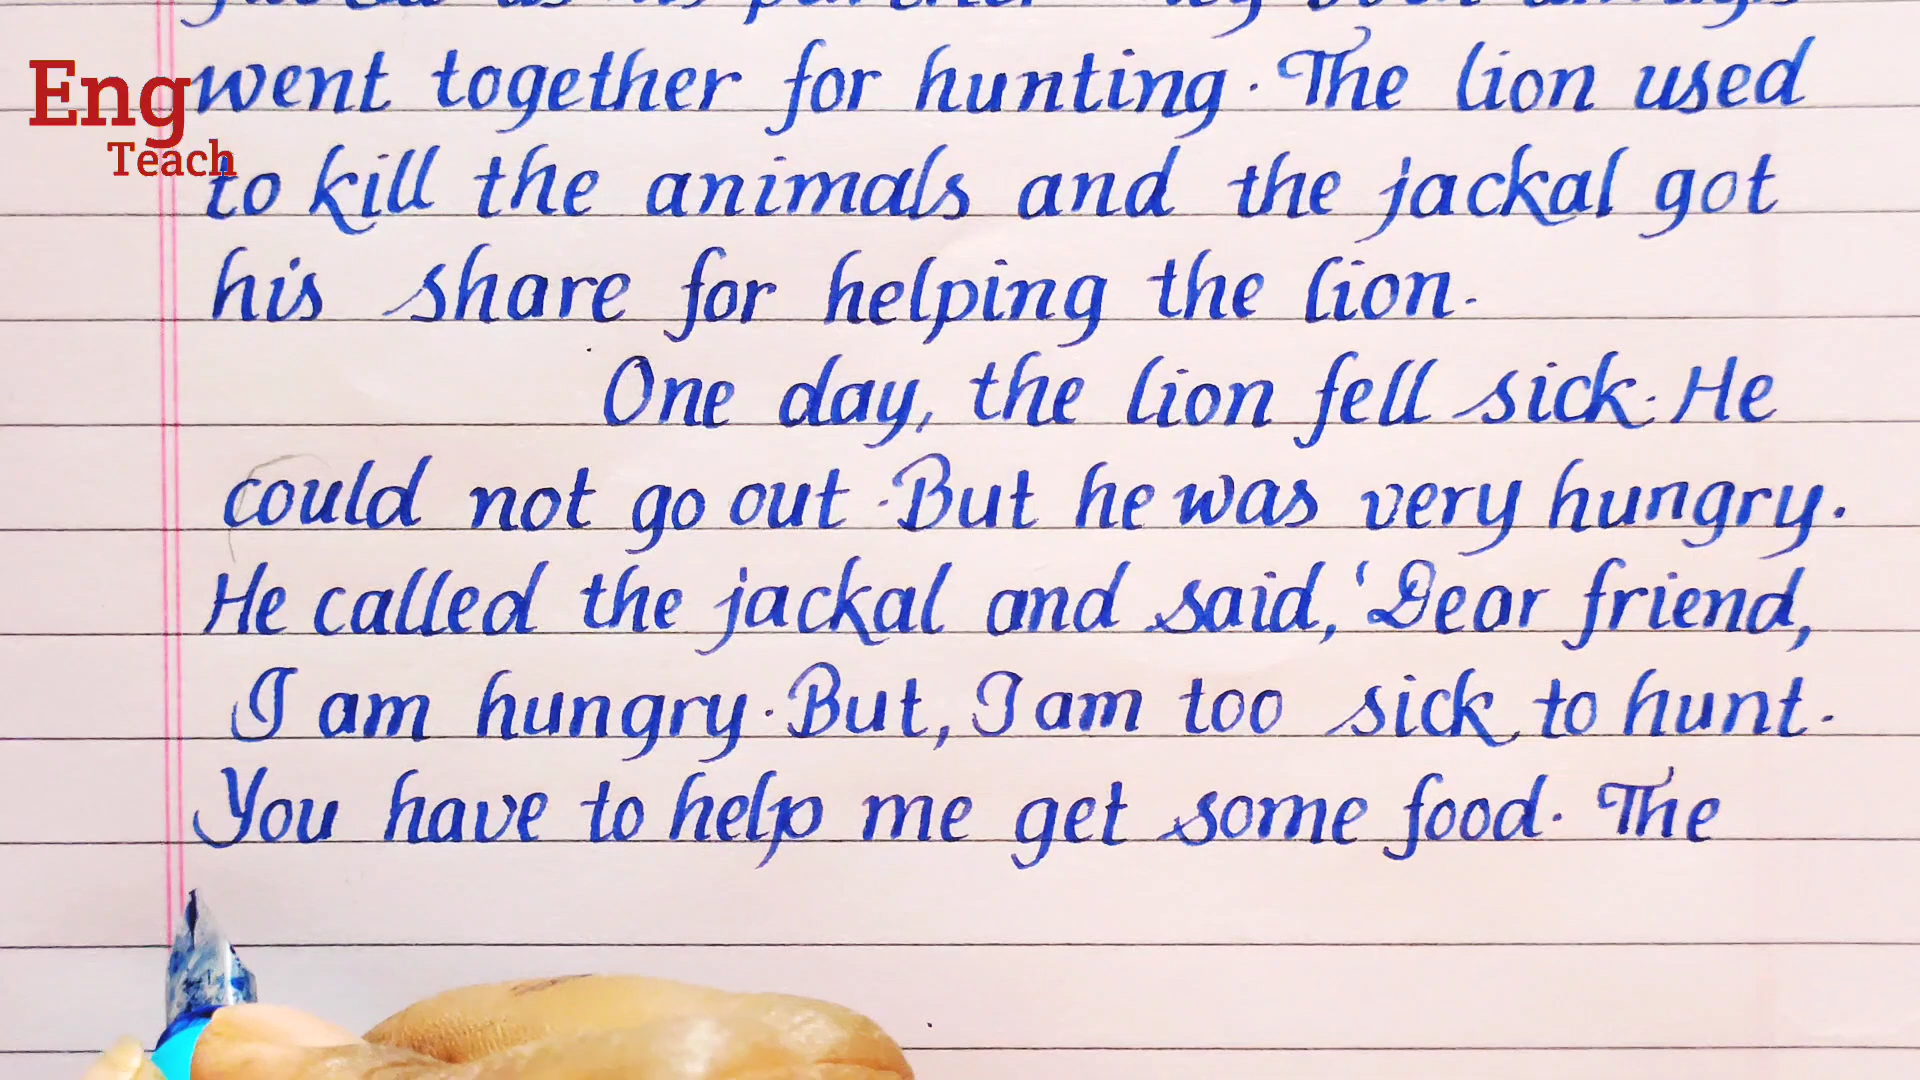 Eng
Teach
went together for hunting. The lion used
to kill the animals and the jackal got
his share for helping the lion.
One day, the lion fell sick. He
could not go out. But he was very hungry.
He called the jackal and said, 'Dear friend,
I am hungry. But, I am too sick to hunt.
You have to help me get some food. The